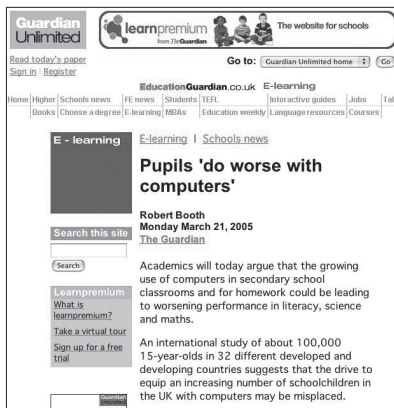 Guardian
Unlimited
learnpremium
from The Guardian
The website for schools
Read today's paper
Sign in | Register
Go to: Guardian Unlimited home Go
EducationGuardian.co.uk E-learning
Home Higher Schools news FE news Students TEFL Interactive guides Jobs Tal
Books Choose a degree E-learning MBAs Education weekly Language resources Courses
E - learning
E-learning | Schools news
Pupils 'do worse with
computers'
Robert Booth
Monday March 21, 2005
The Guardian
Search this site
Search
Academics will today argue that the growing
use of computers in secondary school
classrooms and for homework could be leading
to worsening performance in literacy, science
and maths.
Learnpremium
What is
learnpremium?
Take a virtual tour
Sign up for a free
trial
An international study of about 100,000
15-year-olds in 32 different developed and
developing countries suggests that the drive to
equip an increasing number of schoolchildren in
the UK with computers may be misplaced.
Guardian
Unlimited